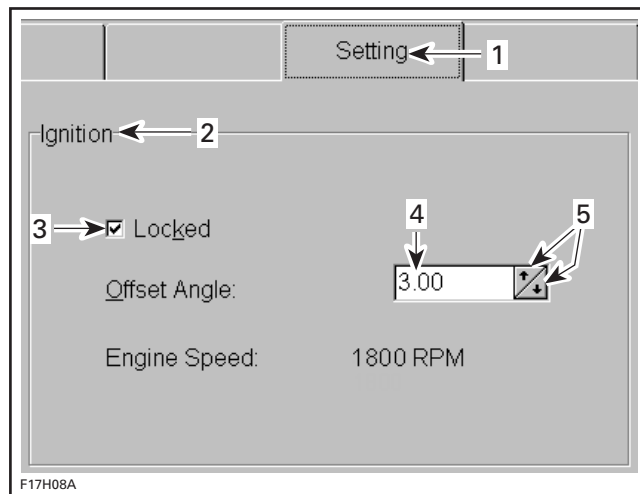 Setting 1
Ignition 2
4 5
3 Locked
Offset Angle: 3.00
Engine Speed: 1800 RPM
F17H08A